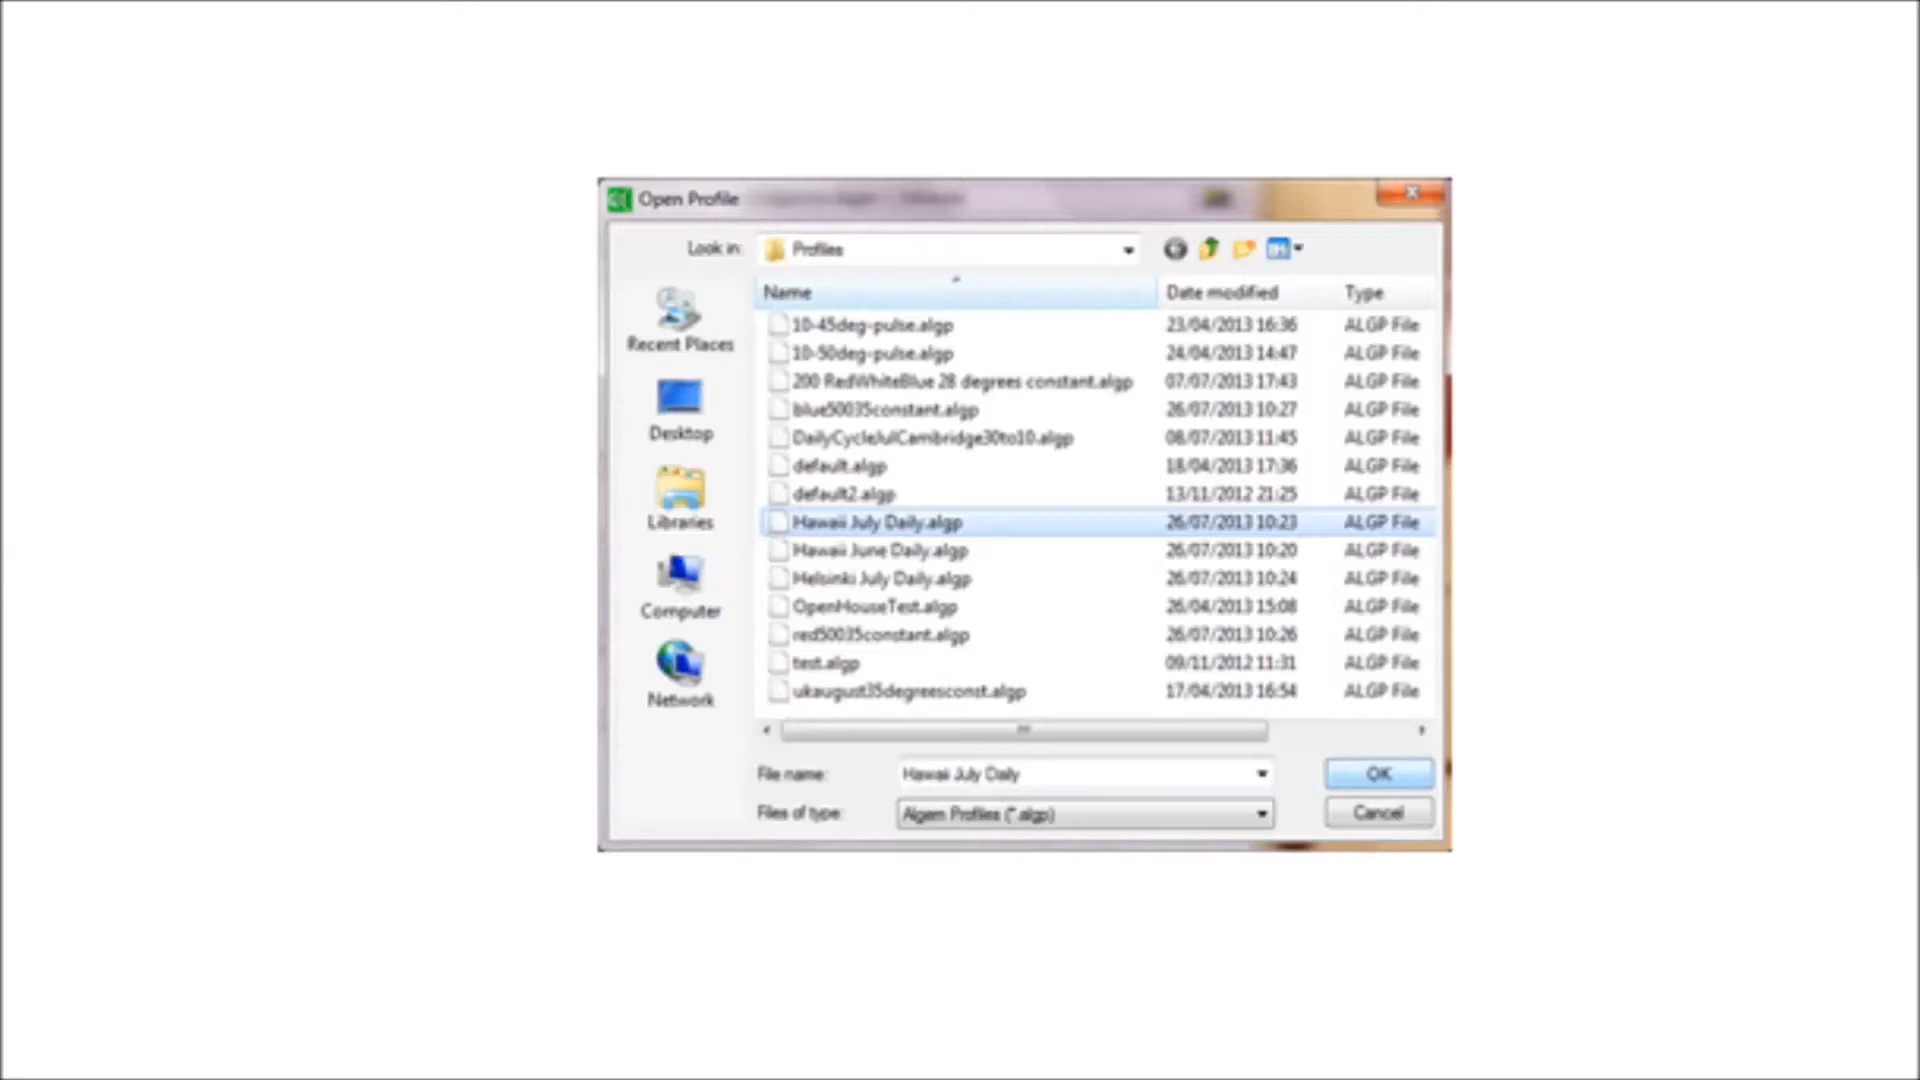 Open Profile
Look in: Profiles
Name Date modified Type
10-45deg-pulse.algp 23/04/2013 16:36 ALGP File
10-50deg-pulse.algp 24/04/2013 14:47 ALGP File
200 RedWhiteBlue 28 degrees constant.algp 07/07/2013 17:43 ALGP File
blue50035constant.algp 26/07/2013 10:27 ALGP File
DailyCycleJulCambridge30to10.algp 08/07/2013 11:45 ALGP File
default.algp 18/04/2013 17:36 ALGP File
default2.algp 13/11/2012 21:25 ALGP File
Hawaii July Daily.algp 26/07/2013 10:23 ALGP File
Hawaii June Daily.algp 26/07/2013 10:20 ALGP File
Helsinki July Daily.algp 26/07/2013 10:24 ALGP File
OpenHouseTest.algp 26/04/2013 15:08 ALGP File
red50035constant.algp 26/07/2013 10:26 ALGP File
test.algp 09/11/2012 11:31 ALGP File
ukaugust35degreesconst.algp 17/04/2013 16:54 ALGP File
Recent Places
Desktop
Libraries
Computer
Network
File name: Hawaii July Daily OK
Files of type: Algem Profiles (*.algp) Cancel